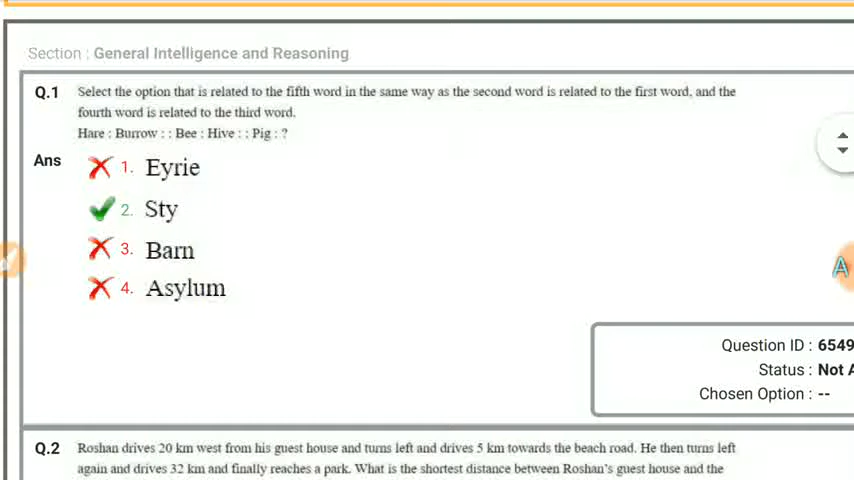 Section : General Intelligence and Reasoning
Q.1 Select the option that is related to the fifth word in the same way as the second word is related to the first word, and the
fourth word is related to the third word.
Hare : Burrow : : Bee : Hive : : Pig : ?
Ans 1. Eyrie
2. Sty
3. Barn
4. Asylum
A
Question ID : 6549
Status : Not A
Chosen Option : --
Q.2 Roshan drives 20 km west from his guest house and turns left and drives 5 km towards the beach road. He then turns left
again and drives 32 km and finally reaches a park. What is the shortest distance between Roshan's guest house and the